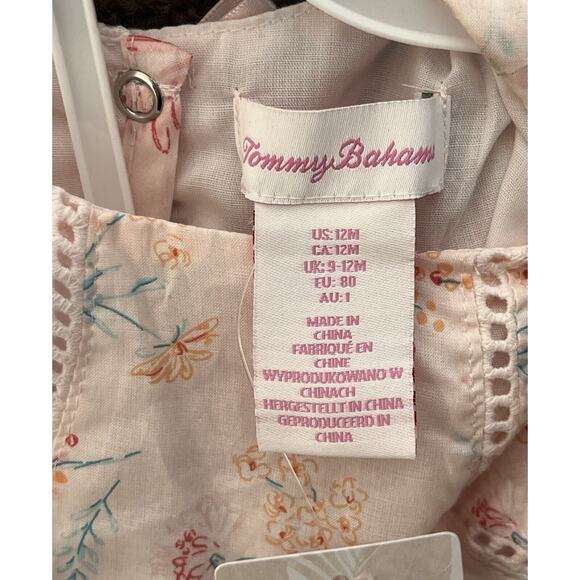 Tommy Bahama
US: 12M
CA: 12M
UK: 9-12M
EU: 80
AU: 1
MADE IN
CHINA
FABRIQUÉ EN
CHINE
WYPRODUKOWANO W
CHINACH
HERGESTELLT IN CHINA
GEPRODUCEERD IN
CHINA